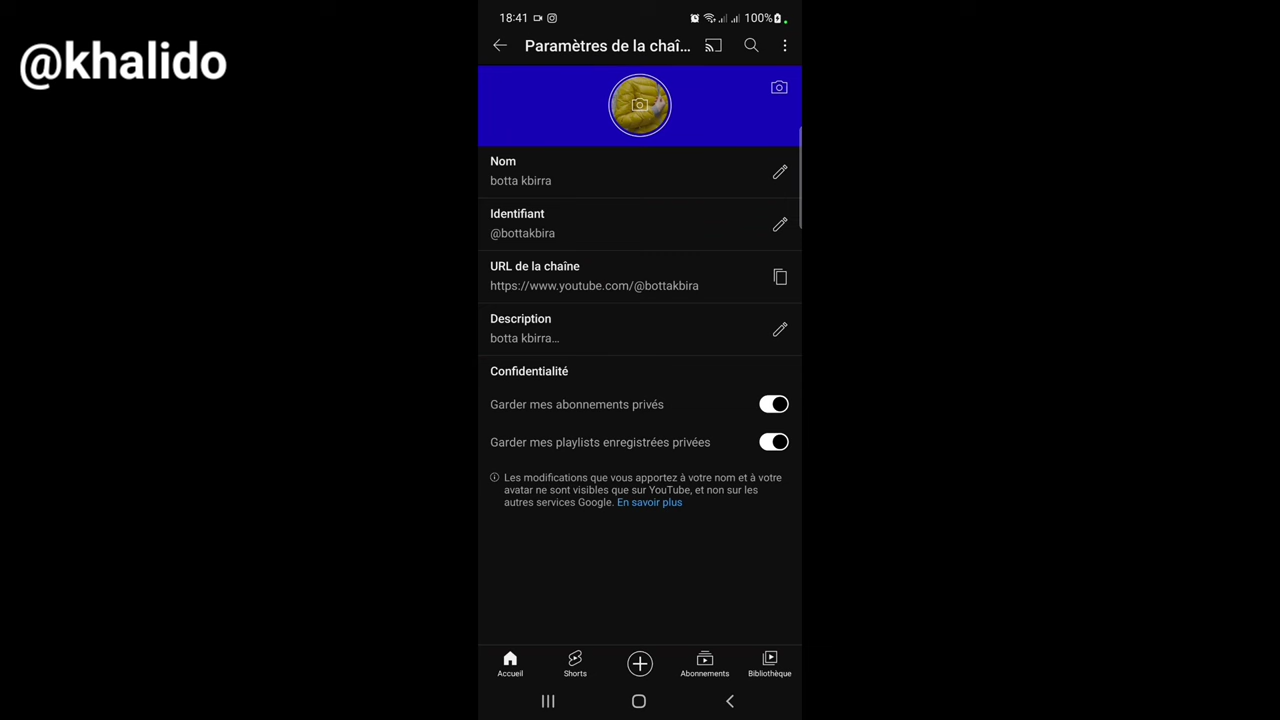 @khalido
18:41
100%
Paramètres de la chaî...
Nom
botta kbirra
Identifiant
@bottakbira
URL de la chaîne
https://www.youtube.com/@bottakbira
Description
botta kbirra...
Confidentialité
Garder mes abonnements privés
Garder mes playlists enregistrées privées
Les modifications que vous apportez à votre nom et à votre
avatar ne sont visibles que sur YouTube, et non sur les
autres services Google. En savoir plus
Accueil
Shorts
Abonnements
Bibliothèque